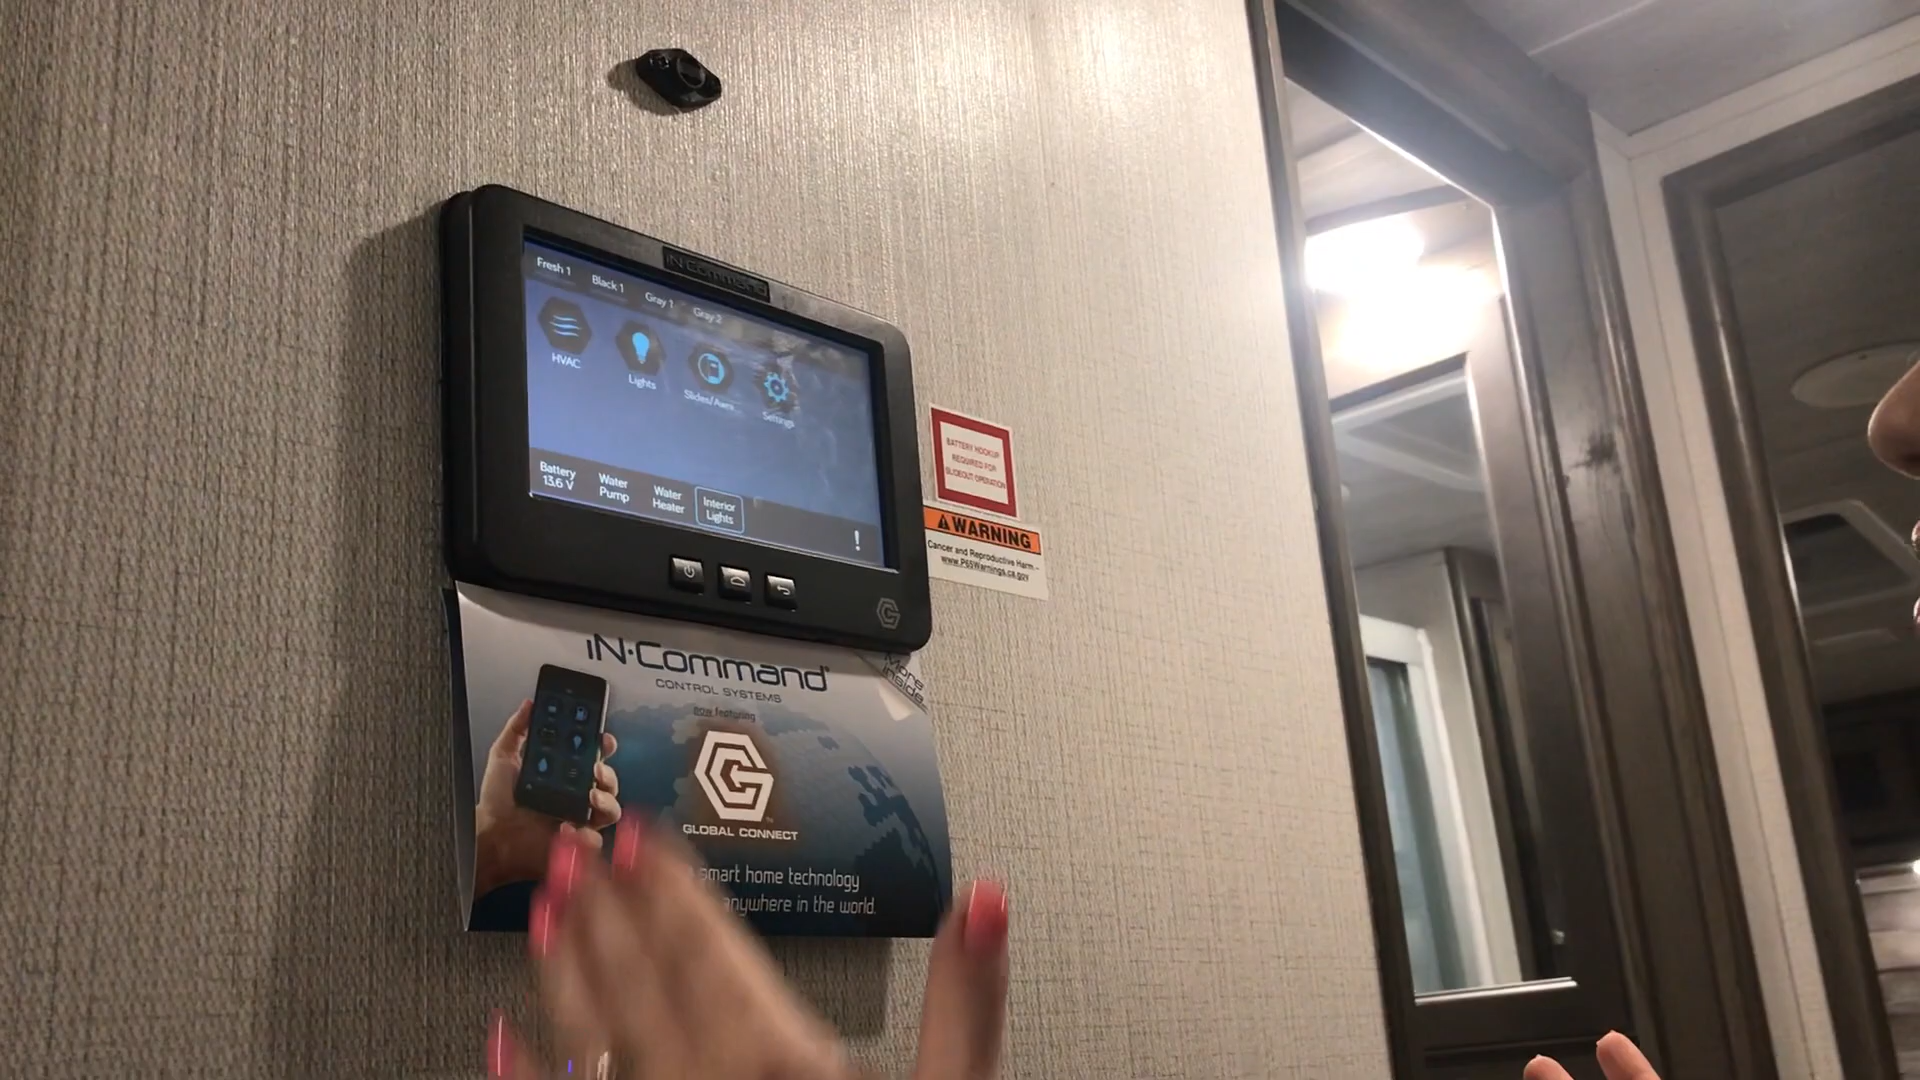 iN·Command
Fresh 1
Black 1
Gray 1
Gray 2
HVAC
Lights
Slides/Awn
Settings
Battery
13.6 V
Water
Pump
Water
Heater
Interior
Lights
!
BATTERY HOOKUP
REQUIRED FOR
SLIDEOUT OPERATION
WARNING
Cancer and Reproductive Harm -
www.P65Warnings.ca.gov
iN·Command®
CONTROL SYSTEMS
now featuring
More
Inside
GLOBAL CONNECT™
smart home technology
anywhere in the world.